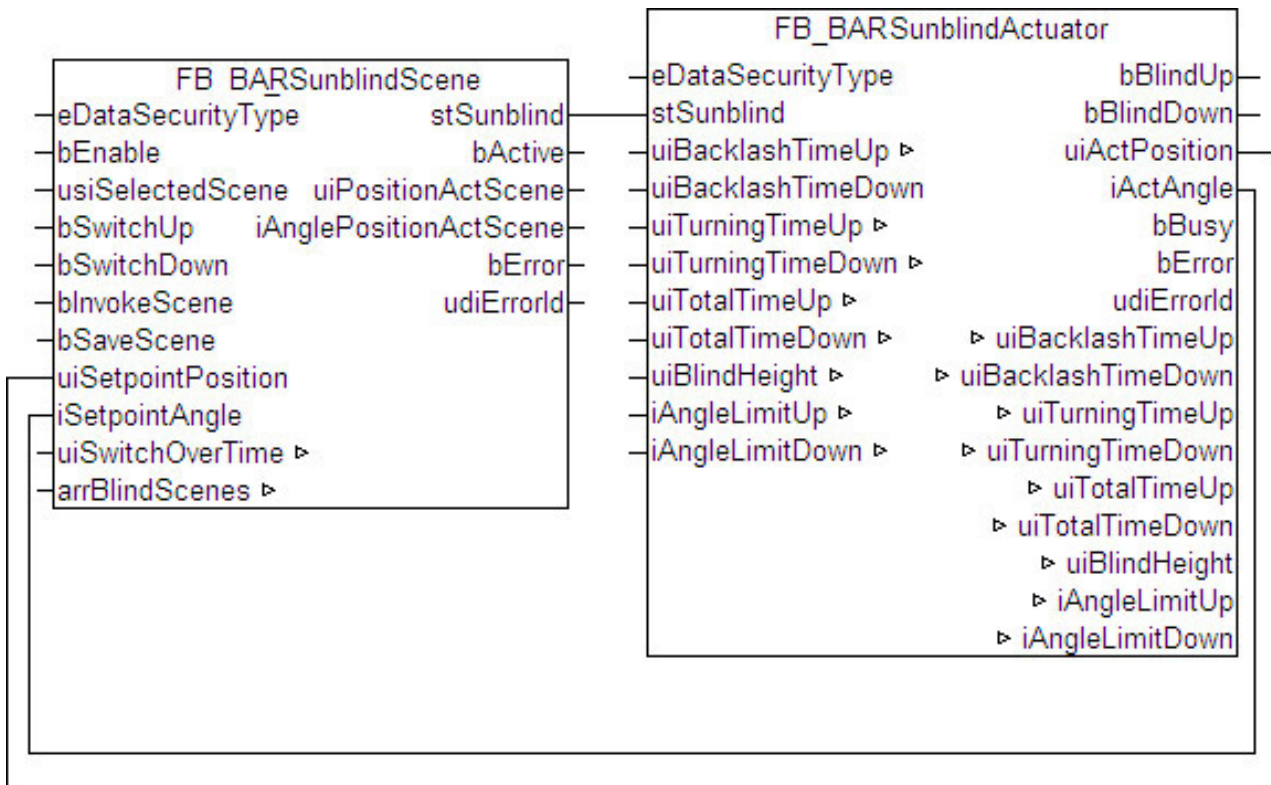 FB_BARSunblindScene
eDataSecurityType stSunblind
bEnable bActive
usiSelectedScene uiPositionActScene
bSwitchUp iAnglePositionActScene
bSwitchDown bError
bInvokeScene udiErrorId
bSaveScene
uiSetpointPosition
iSetpointAngle
uiSwitchOverTime ▷
arrBlindScenes ▷
FB_BARSunblindActuator
eDataSecurityType bBlindUp
stSunblind bBlindDown
uiBacklashTimeUp ▷ uiActPosition
uiBacklashTimeDown iActAngle
uiTurningTimeUp ▷ bBusy
uiTurningTimeDown ▷ bError
uiTotalTimeUp ▷ udiErrorId
uiTotalTimeDown ▷ ▷ uiBacklashTimeUp
uiBlindHeight ▷ ▷ uiBacklashTimeDown
iAngleLimitUp ▷ ▷ uiTurningTimeUp
iAngleLimitDown ▷ ▷ uiTurningTimeDown
▷ uiTotalTimeUp
▷ uiTotalTimeDown
▷ uiBlindHeight
▷ iAngleLimitUp
▷ iAngleLimitDown